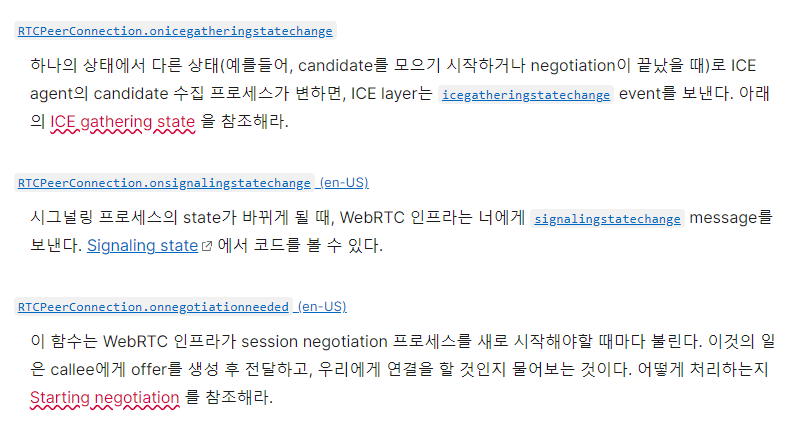 RTCPeerConnection.onicegatheringstatechange
하나의 상태에서 다른 상태(예를들어, candidate를 모으기 시작하거나 negotiation이 끝났을 때)로 ICE
agent의 candidate 수집 프로세스가 변하면, ICE layer는 icegatheringstatechange event를 보낸다. 아래
의 ICE gathering state 을 참조해라.
RTCPeerConnection.onsignalingstatechange (en-US)
시그널링 프로세스의 state가 바뀌게 될 때, WebRTC 인프라는 너에게 signalingstatechange message를
보낸다. Signaling state 에서 코드를 볼 수 있다.
RTCPeerConnection.onnegotiationneeded (en-US)
이 함수는 WebRTC 인프라가 session negotiation 프로세스를 새로 시작해야할 때마다 불린다. 이것의 일
은 callee에게 offer를 생성 후 전달하고, 우리에게 연결을 할 것인지 물어보는 것이다. 어떻게 처리하는지
Starting negotiation 를 참조해라.